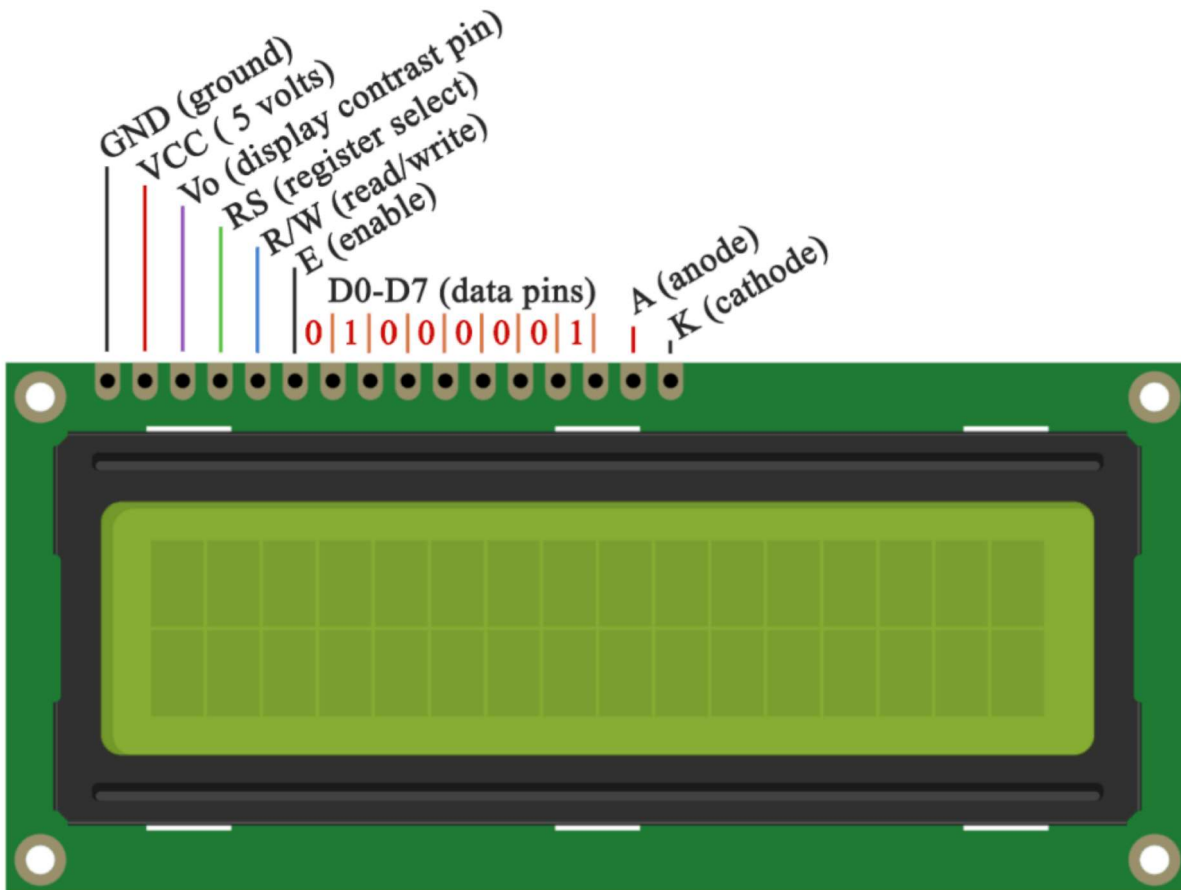 GND (ground)
VCC ( 5 volts)
Vo (display contrast pin)
RS (register select)
R/W (read/write)
E (enable)
D0-D7 (data pins)
0 1 0 0 0 0 0 1
A (anode)
K (cathode)